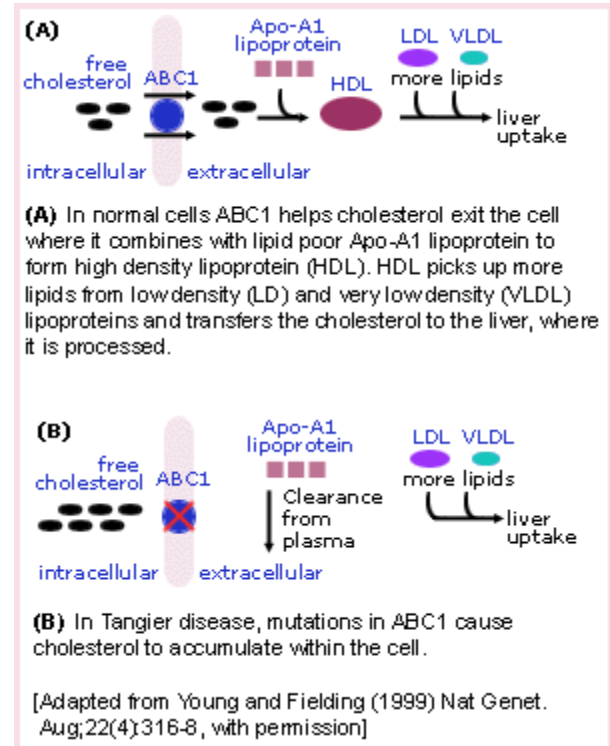 (A)
Apo-A1
lipoprotein
LDL VLDL
free
cholesterol
ABC1
HDL
more lipids
liver
uptake
intracellular extracellular
(A) In normal cells ABC1 helps cholesterol exit the cell
where it combines with lipid poor Apo-A1 lipoprotein to
form high density lipoprotein (HDL). HDL picks up more
lipids from low density (LD) and very low density (VLDL)
lipoproteins and transfers the cholesterol to the liver, where
it is processed.
(B)
Apo-A1
lipoprotein
LDL VLDL
free
cholesterol
ABC1
more lipids
Clearance
from
plasma
liver
uptake
intracellular extracellular
(B) In Tangier disease, mutations in ABC1 cause
cholesterol to accumulate within the cell.
[Adapted from Young and Fielding (1999) Nat Genet.
Aug;22(4):316-8, with permission]